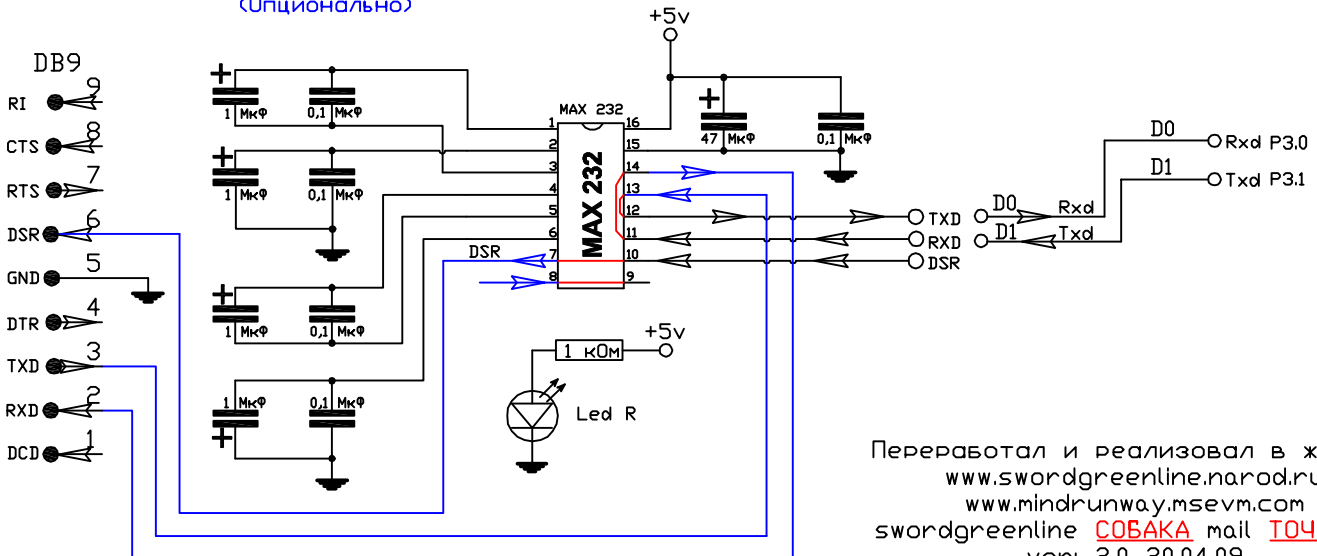 (Опционально)
+5v
DB9
RI 9
CTS 8
RTS 7
DSR 6
GND 5
DTR 4
TXD 3
RXD 2
DCD 1
1 МкФ 0,1 МкФ
1 МкФ 0,1 МкФ
1 МкФ 0,1 МкФ
1 МкФ 0,1 МкФ
MAX 232
MAX 232
1 16
2 15
3 14
4 13
5 12
6 11
7 10
8 9
DSR
47 МкФ 0,1 МкФ
TXD
RXD
DSR
D0 Rxd
D1 Txd
D0 Rxd P3.0
D1 Txd P3.1
+5v
1 кОм
Led R
Переработал и реализовал в ж
www.swordgreenline.narod.ru
www.mindrunway.msevm.com
swordgreenline СОБАКА mail ТОЧ